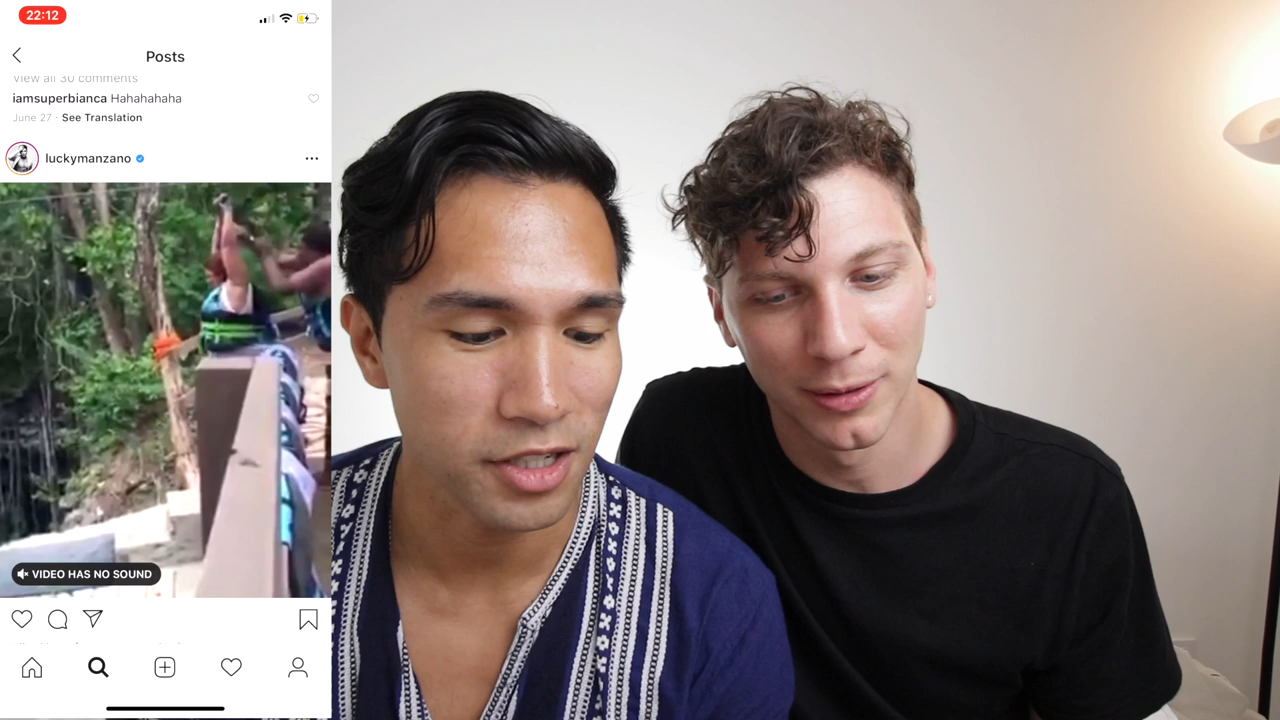 22:12
Posts
View all 30 comments
iamsuperbianca Hahahahaha
June 27 · See Translation
luckymanzano
VIDEO HAS NO SOUND